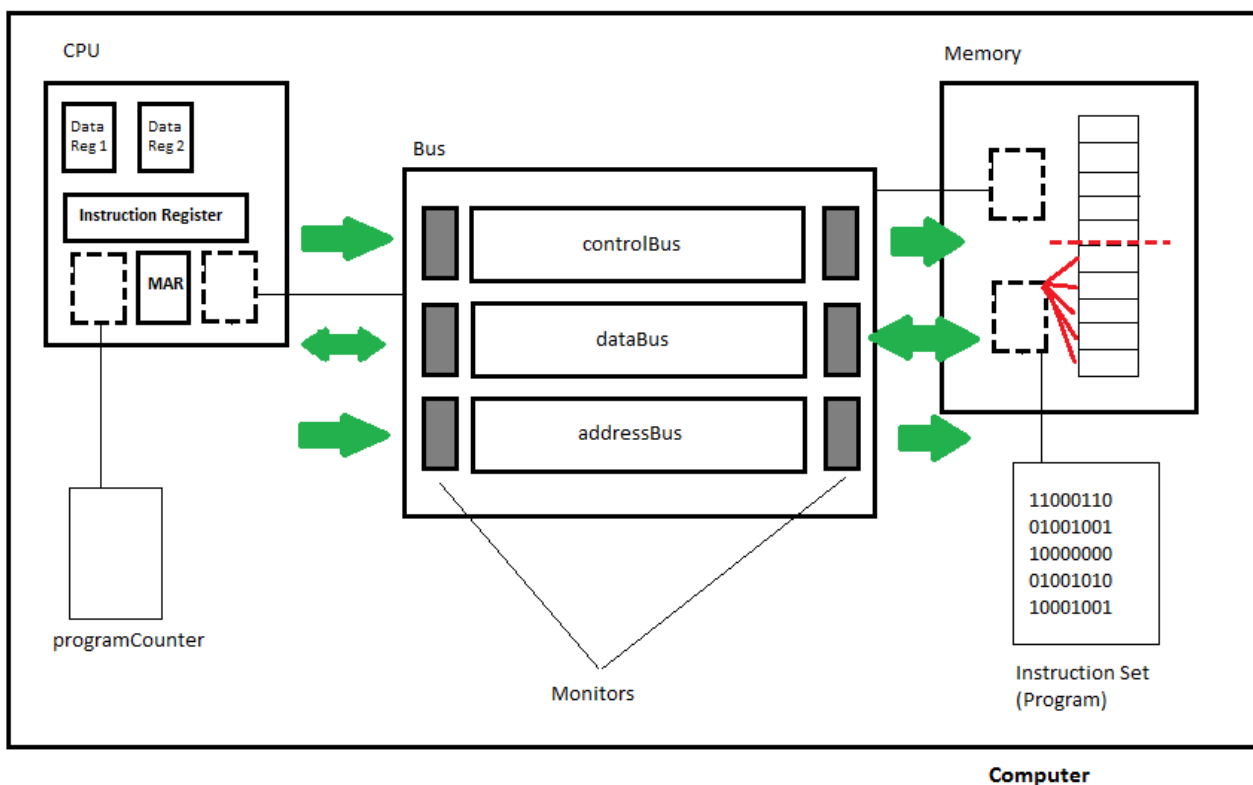 CPU
Data
Reg 1
Data
Reg 2
Instruction Register
MAR
programCounter
Bus
controlBus
dataBus
addressBus
Monitors
Memory
11000110
01001001
10000000
01001010
10001001
Instruction Set
(Program)
Computer